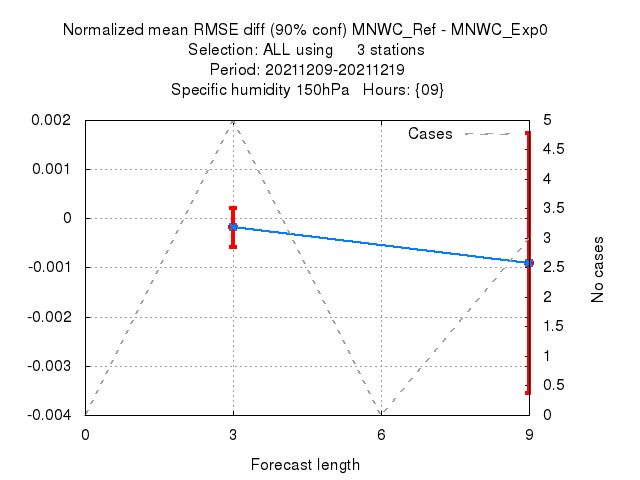 Normalized mean RMSE diff (90% conf) MNWC_Ref - MNWC_Exp0
Selection: ALL using     3 stations
Period: 20211209-20211219
Specific humidity 150hPa   Hours: {09}
Cases
0.002
0.001
0
-0.001
-0.002
-0.003
-0.004
5
4.5
4
3.5
3
2.5
2
1.5
1
0.5
0
No cases
0 3 6 9
Forecast length